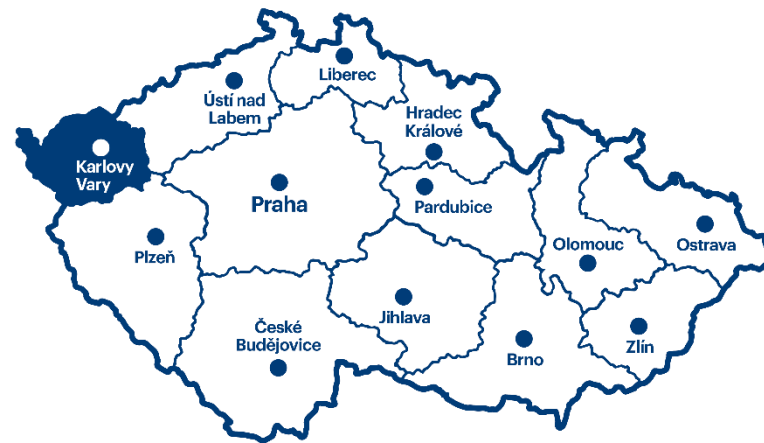 Liberec
Ústí nad
Labem
Hradec
Králové
Karlovy
Vary
Praha
Pardubice
Plzeň
Olomouc
Ostrava
Jihlava
České
Budějovice
Brno
Zlín